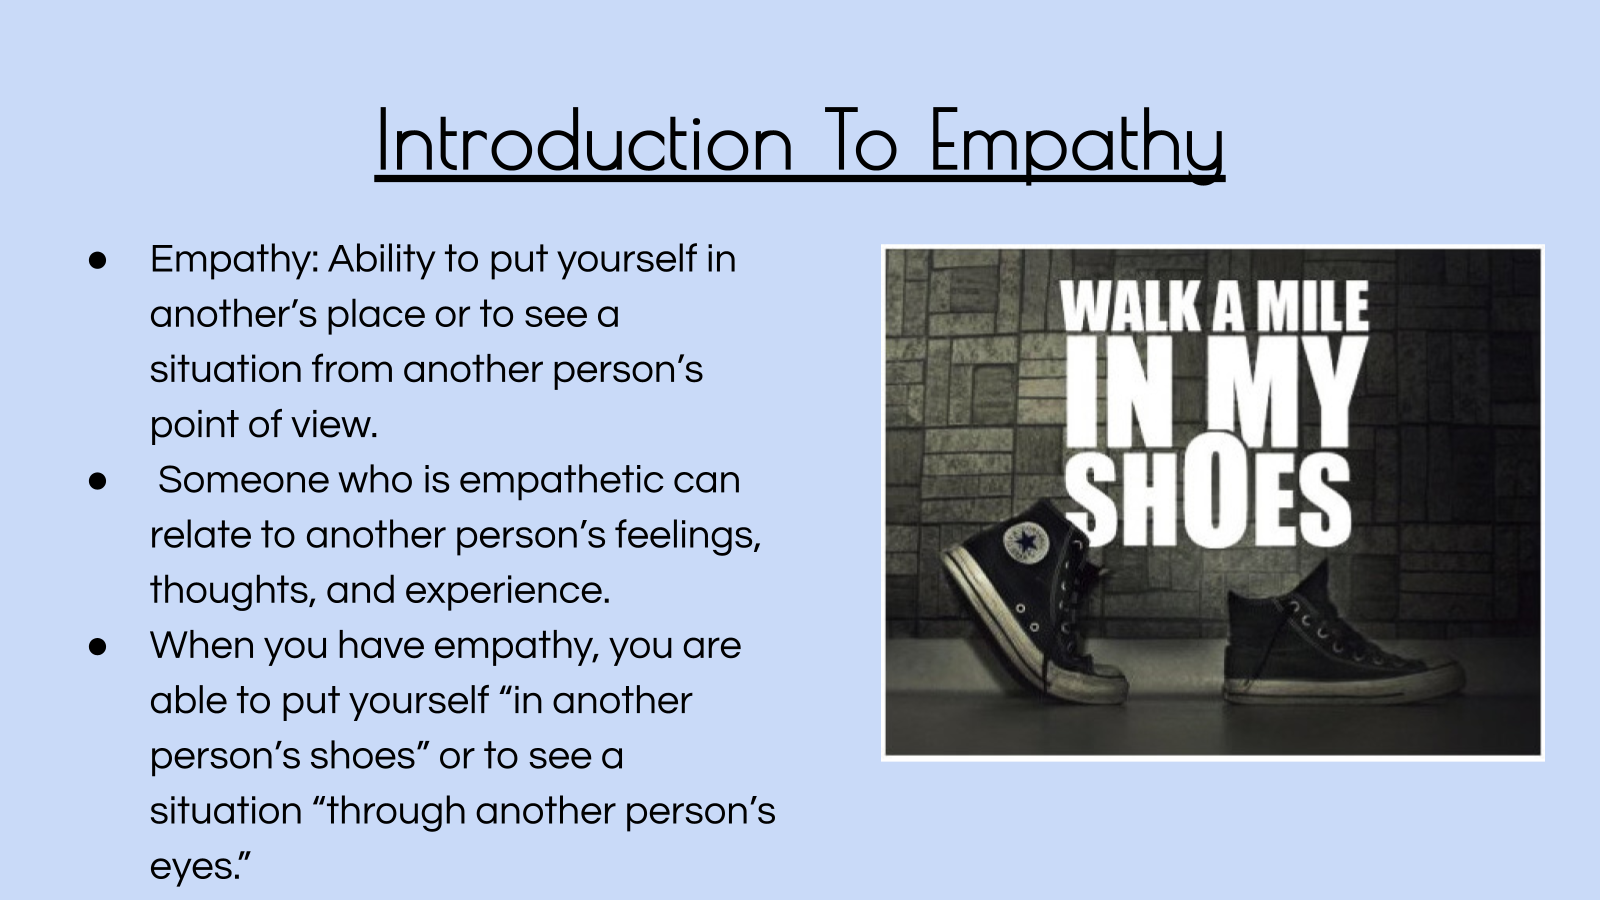 Introduction To Empathy
● Empathy: Ability to put yourself in
another’s place or to see a
situation from another person’s
point of view.
● Someone who is empathetic can
relate to another person’s feelings,
thoughts, and experience.
● When you have empathy, you are
able to put yourself “in another
person’s shoes” or to see a
situation “through another person’s
eyes.”
WALK A MILE
IN MY
SHOES